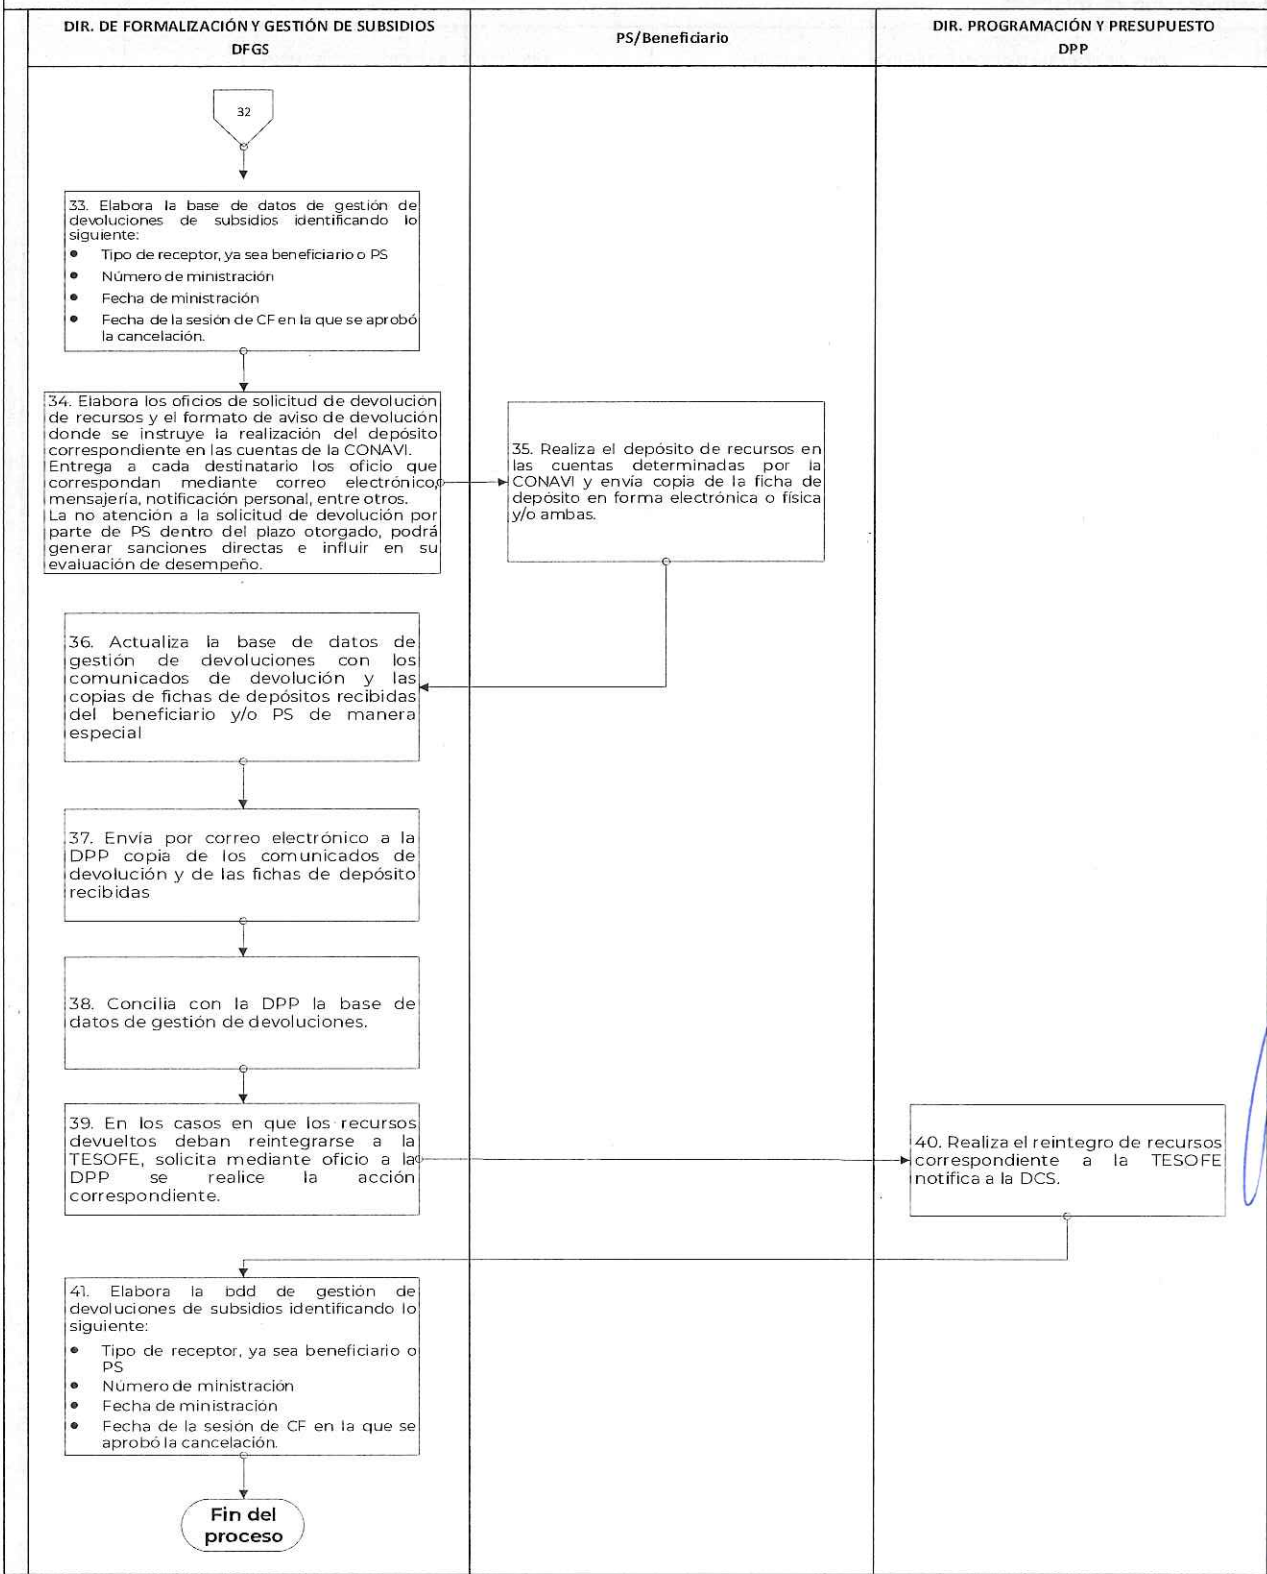 DIR. DE FORMALIZACIÓN Y GESTIÓN DE SUBSIDIOS
DFGS
PS/Beneficiario
DIR. PROGRAMACIÓN Y PRESUPUESTO
DPP
32
33. Elabora la base de datos de gestión de
devoluciones de subsidios identificando lo
siguiente:
• Tipo de receptor, ya sea beneficiario o PS
• Número de ministración
• Fecha de ministración
• Fecha de la sesión de CF en la que se aprobó
la cancelación.
34. Elabora los oficios de solicitud de devolución
de recursos y el formato de aviso de devolución
donde se instruye la realización del depósito
correspondiente en las cuentas de la CONAVI.
Entrega a cada destinatario los oficio que
correspondan mediante correo electrónico,
mensajería, notificación personal, entre otros.
La no atención a la solicitud de devolución por
parte de PS dentro del plazo otorgado, podrá
generar sanciones directas e influir en su
evaluación de desempeño.
35. Realiza el depósito de recursos en
las cuentas determinadas por la
CONAVI y envía copia de la ficha de
depósito en forma electrónica o física
y/o ambas.
36. Actualiza la base de datos de
gestión de devoluciones con los
comunicados de devolución y las
copias de fichas de depósitos recibidas
del beneficiario y/o PS de manera
especial
37. Envía por correo electrónico a la
DPP copia de los comunicados de
devolución y de las fichas de depósito
recibidas
38. Concilia con la DPP la base de
datos de gestión de devoluciones.
39. En los casos en que los recursos
devueltos deban reintegrarse a la
TESOFE, solicita mediante oficio a la
DPP se realice la acción
correspondiente.
40. Realiza el reintegro de recursos
correspondiente a la TESOFE
notifica a la DCS.
41. Elabora la bdd de gestión de
devoluciones de subsidios identificando lo
siguiente:
• Tipo de receptor, ya sea beneficiario o
PS
• Número de ministración
• Fecha de ministración
• Fecha de la sesión de CF en la que se
aprobó la cancelación.
Fin del
proceso